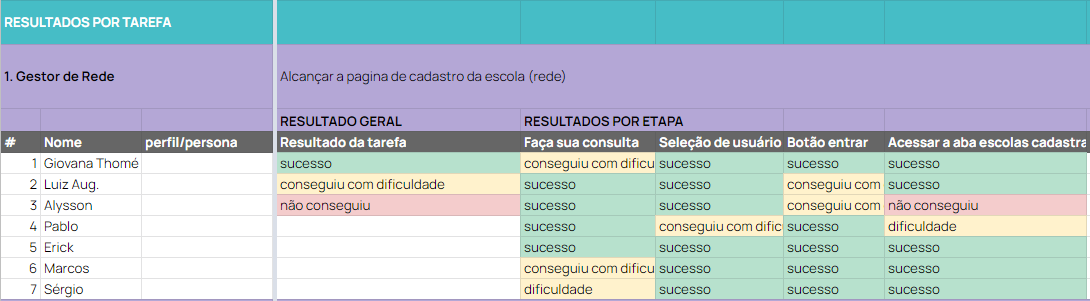 RESULTADOS POR TAREFA
1. Gestor de Rede Alcançar a pagina de cadastro da escola (rede)
RESULTADO GERAL RESULTADOS POR ETAPA
# Nome perfil/persona Resultado da tarefa Faça sua consulta Seleção de usuário Botão entrar Acessar a aba escolas cadastra
1 Giovana Thomé sucesso conseguiu com dificu sucesso sucesso sucesso
2 Luiz Aug. conseguiu com dificuldade sucesso sucesso conseguiu com sucesso
3 Alysson não conseguiu sucesso sucesso conseguiu com não conseguiu
4 Pablo sucesso conseguiu com dific sucesso dificuldade
5 Erick sucesso sucesso sucesso sucesso
6 Marcos conseguiu com dificu sucesso sucesso sucesso
7 Sérgio dificuldade sucesso sucesso sucesso